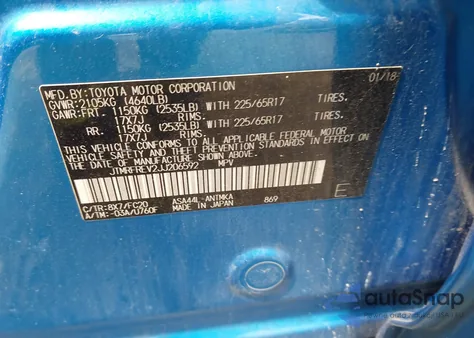 MFD.BY:TOYOTA MOTOR CORPORATION 01/18
GVWR:2105KG (4640LB)
GAWR:FRT. 1150KG (2535LB) WITH 225/65R17 TIRES.
17X7J RIMS.
RR. 1150KG (2535LB) WITH 225/65R17 TIRES.
17X7J RIMS.
THIS VEHICLE CONFORMS TO ALL APPLICABLE FEDERAL MOTOR
VEHICLE SAFETY AND BUMPER STANDARDS IN EFFECT ON
THE DATE OF MANUFACTURE SHOWN ABOVE.
JTMRFREV2JJ206592 MPV
E
C/TR:8X7/FC20 ASA44L-ANTMKA 869
A/TM:-03A/U760F MADE IN JAPAN
autoSnap